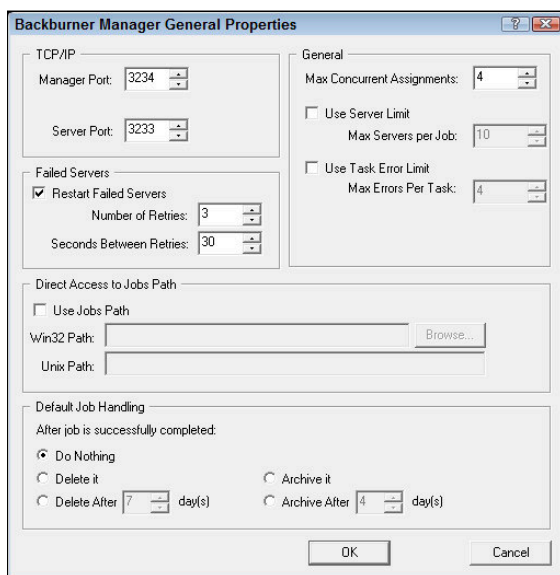 Backburner Manager General Properties
TCP/IP
Manager Port: 3234
Server Port: 3233
General
Max Concurrent Assignments: 4
Use Server Limit
Max Servers per Job: 10
Use Task Error Limit
Max Errors Per Task: 4
Failed Servers
Restart Failed Servers
Number of Retries: 3
Seconds Between Retries: 30
Direct Access to Jobs Path
Use Jobs Path
Win32 Path: Browse...
Unix Path:
Default Job Handling
After job is successfully completed:
Do Nothing
Delete it Archive it
Delete After 7 day(s) Archive After 4 day(s)
OK Cancel